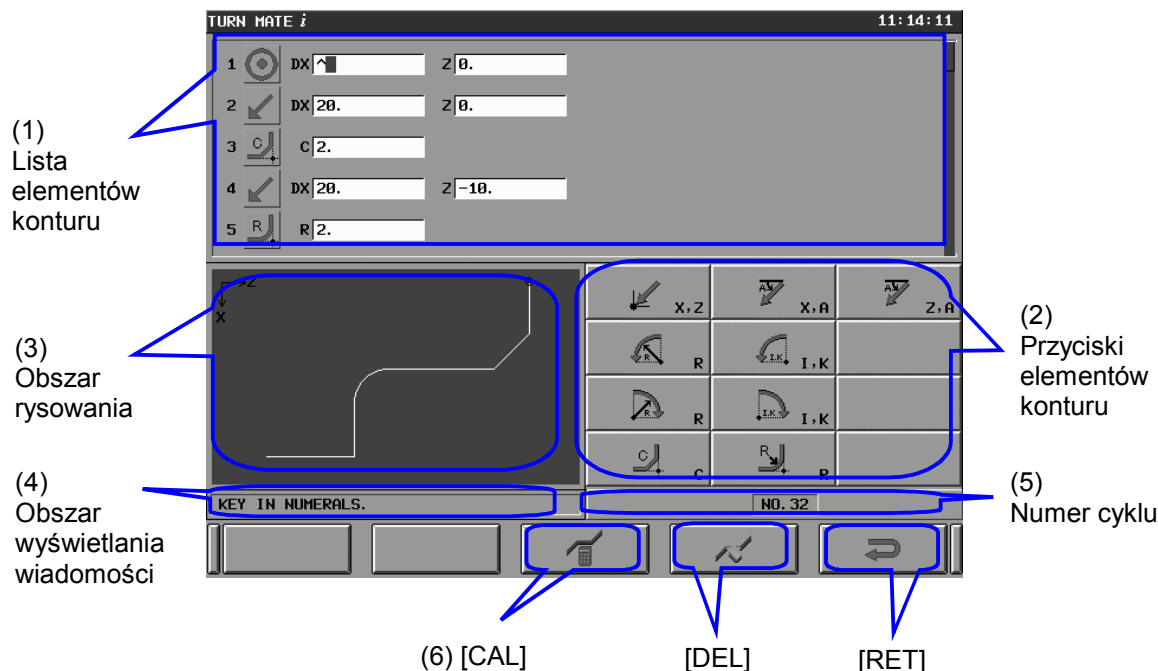 TURN MATE i 11:14:11
1 DX ^ Z 0.
2 DX 20. Z 0.
3 C C 2.
4 DX 20. Z -10.
5 R R 2.
(1)
Lista
elementów
konturu
Z
X
X,Z
A X,A
A Z,A
R R
I.K I,K
R R
I.K I,K
C C
R R
(2)
Przyciski
elementów
konturu
(3)
Obszar
rysowania
(4)
Obszar
wyświetlania
wiadomości
KEY IN NUMERALS.
NO. 32
(5)
Numer cyklu
(6) [CAL] [DEL] [RET]